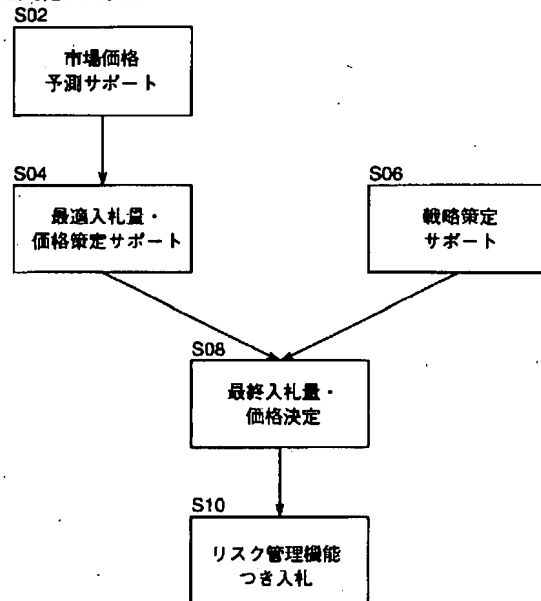 S02
市場価格
予測サポート
S04
最適入札量・
価格策定サポート
S06
戦略策定
サポート
S08
最終入札量・
価格決定
S10
リスク管理機能
つき入札